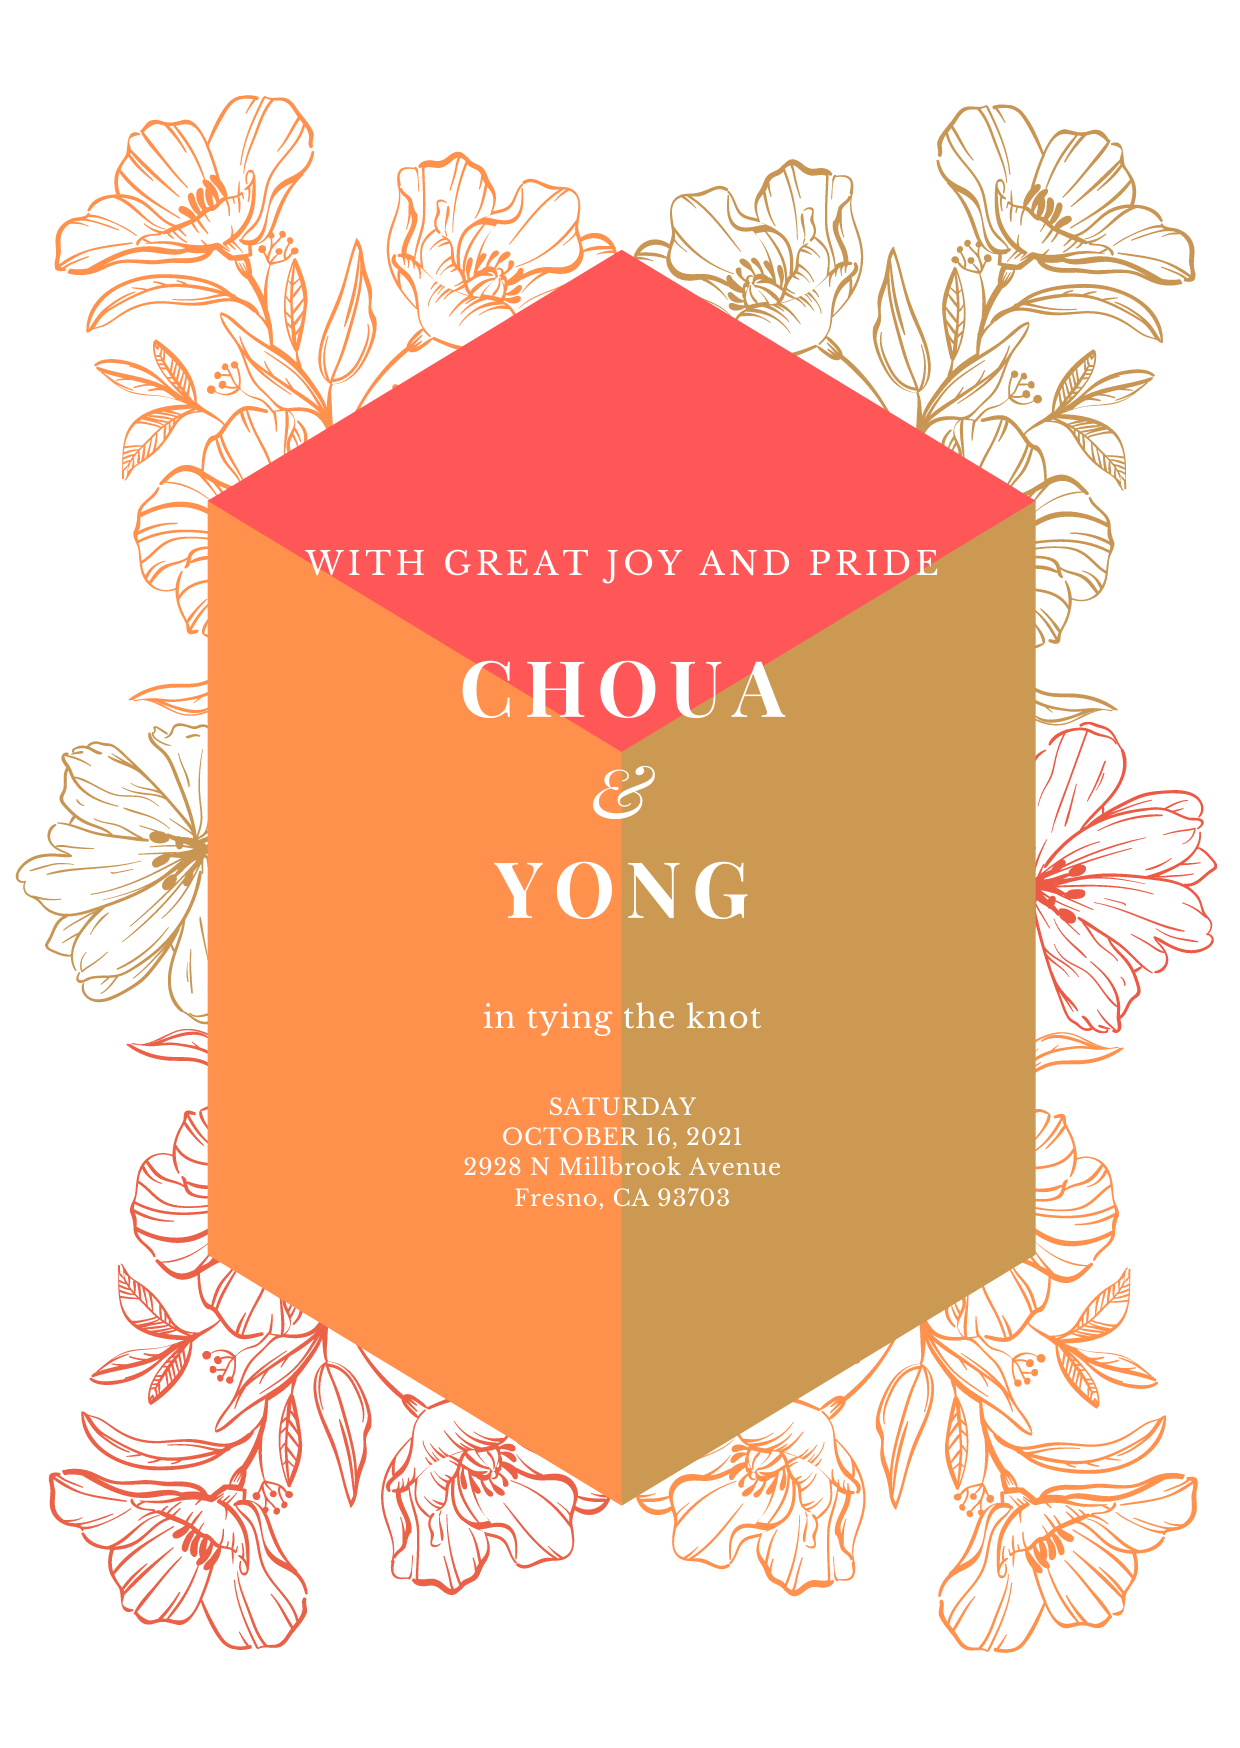 WITH GREAT JOY AND PRIDE
CHOUA
&
YONG
in tying the knot
SATURDAY
OCTOBER 16, 2021
2928 N Millbrook Avenue
Fresno, CA 93703